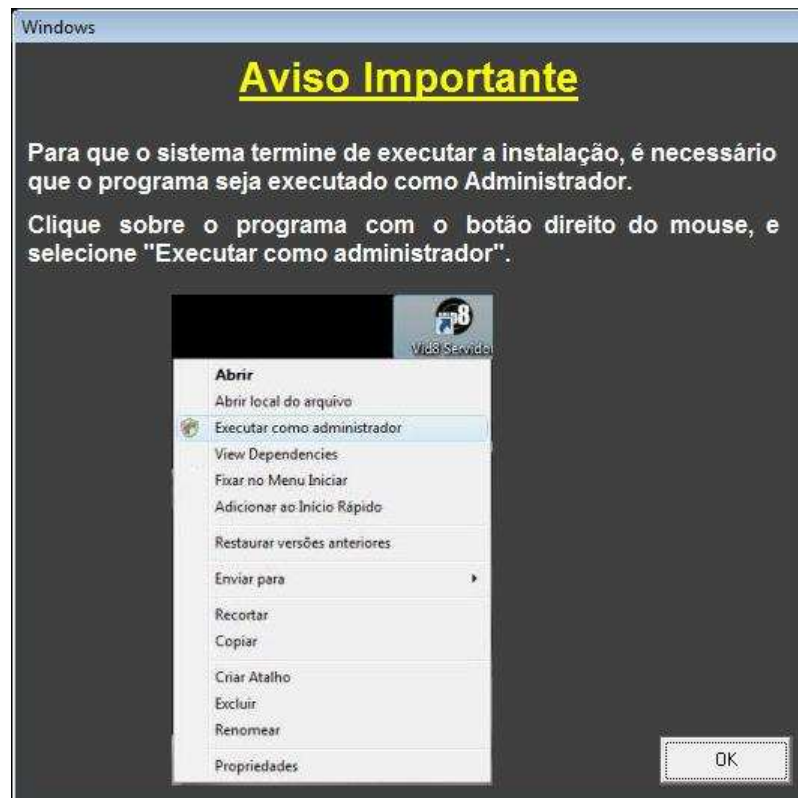 Windows
Aviso Importante
Para que o sistema termine de executar a instalação, é necessário
que o programa seja executado como Administrador.
Clique sobre o programa com o botão direito do mouse, e
selecione "Executar como administrador".
Vid8 Servidor
Abrir
Abrir local do arquivo
Executar como administrador
View Dependencies
Fixar no Menu Iniciar
Adicionar ao Início Rápido
Restaurar versões anteriores
Enviar para
Recortar
Copiar
Criar Atalho
Excluir
Renomear
Propriedades
OK